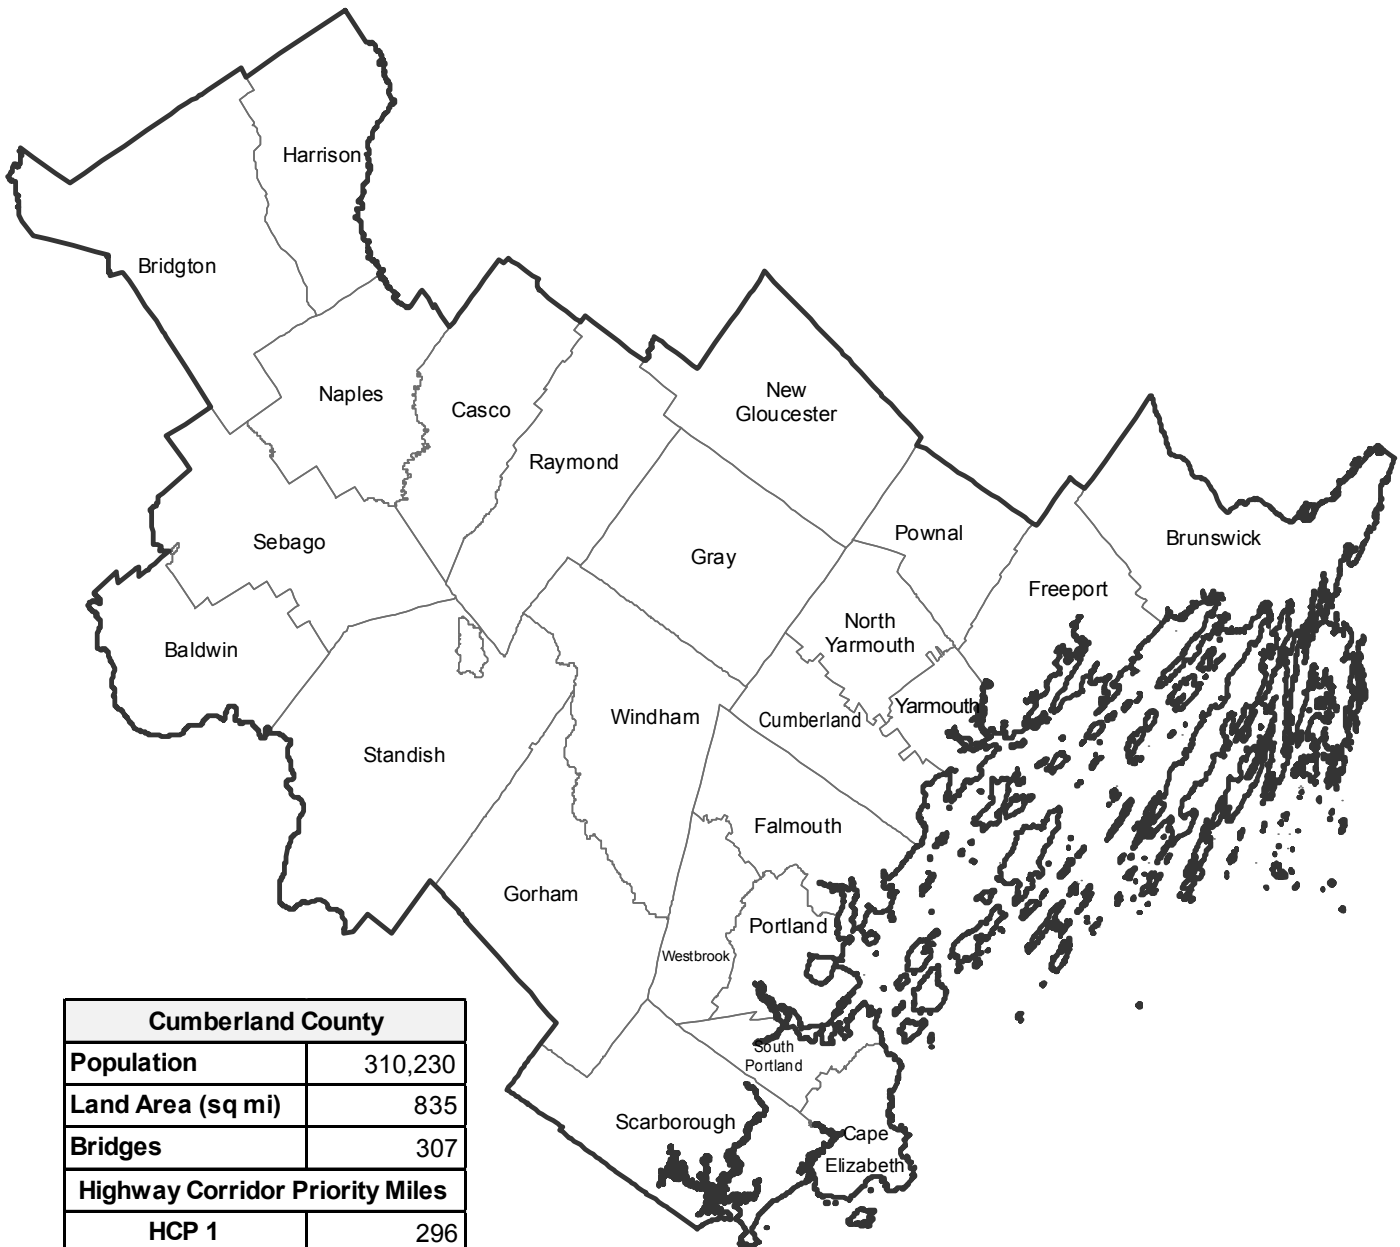 Harrison
Bridgton
Naples
Casco
New
Gloucester
Raymond
Sebago
Gray
Pownal
Brunswick
Freeport
North
Yarmouth
Baldwin
Yarmouth
Windham
Cumberland
Standish
Falmouth
Gorham
Portland
Westbrook
South
Portland
Scarborough
Cape
Elizabeth
Cumberland County
Population 310,230
Land Area (sq mi) 835
Bridges 307
Highway Corridor Priority Miles
HCP 1 296